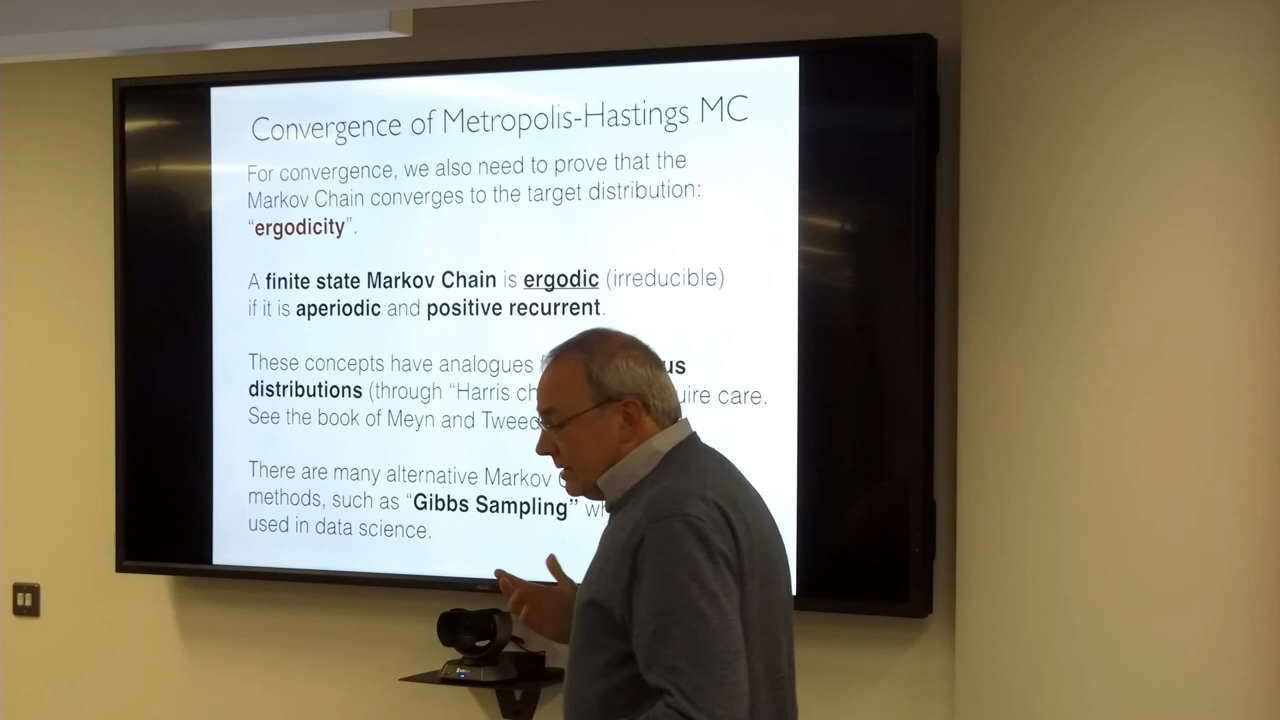 Convergence of Metropolis-Hastings MC
For convergence, we also need to prove that the
Markov Chain converges to the target distribution:
“ergodicity”.
A finite state Markov Chain is ergodic (irreducible)
if it is aperiodic and positive recurrent.
These concepts have analogues
distributions (through “Harris care.
See the book of Meyn and
There are many alternative Markov
methods, such as “Gibbs Sampling”
used in data science.